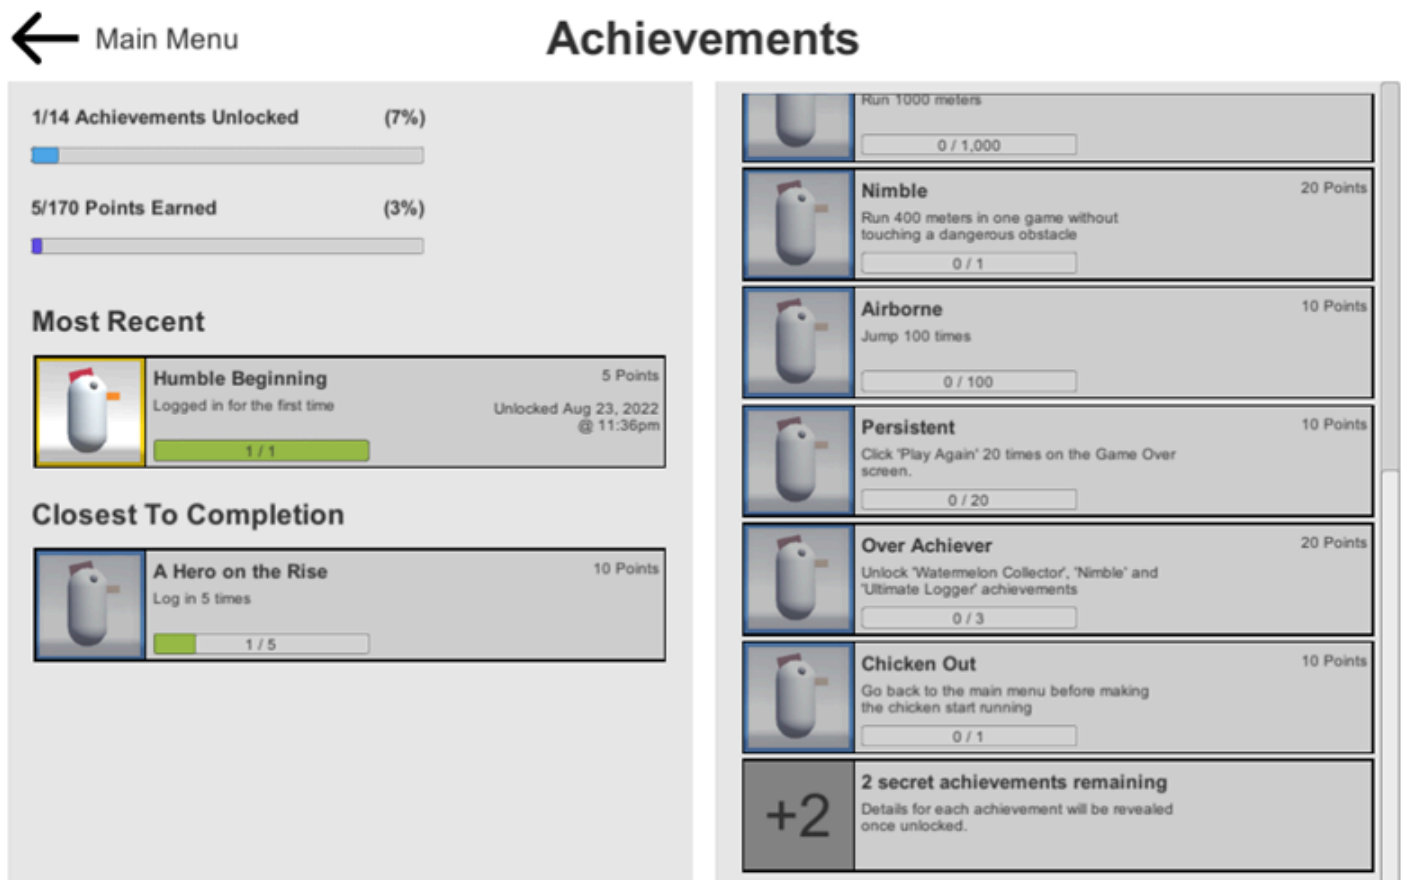 Main Menu
Achievements
1/14 Achievements Unlocked (7%)
5/170 Points Earned (3%)
Most Recent
Humble Beginning 5 Points
Logged in for the first time
Unlocked Aug 23, 2022
@ 11:36pm
1 / 1
Closest To Completion
A Hero on the Rise 10 Points
Log in 5 times
1 / 5
Run 1000 meters
0 / 1,000
Nimble 20 Points
Run 400 meters in one game without
touching a dangerous obstacle
0 / 1
Airborne 10 Points
Jump 100 times
0 / 100
Persistent 10 Points
Click 'Play Again' 20 times on the Game Over
screen.
0 / 20
Over Achiever 20 Points
Unlock 'Watermelon Collector', 'Nimble' and
'Ultimate Logger' achievements
0 / 3
Chicken Out 10 Points
Go back to the main menu before making
the chicken start running
0 / 1
+2
2 secret achievements remaining
Details for each achievement will be revealed
once unlocked.